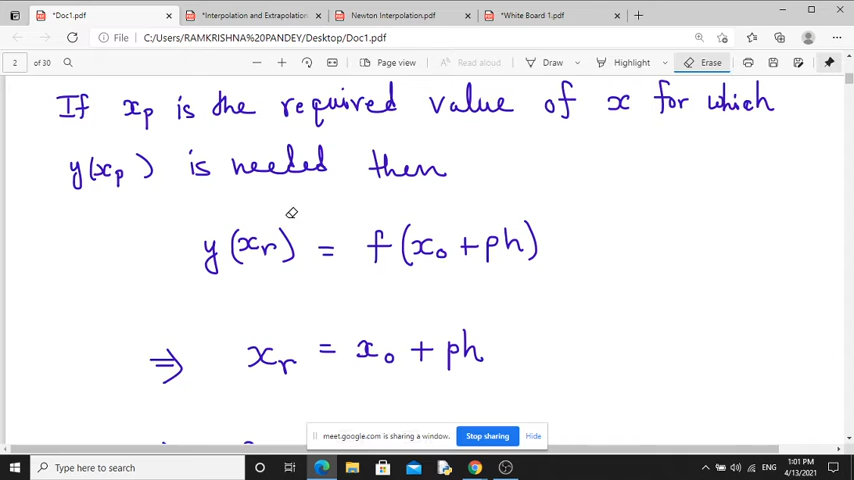 *Doc1.pdf
*Interpolation and Extrapolation
Newton Interpolation.pdf
*White Board 1.pdf
File | C:/Users/RAMKRISHNA%20PANDEY/Desktop/Doc1.pdf
2 of 30
Page view
Read aloud
Draw
Highlight
Erase
If xₚ is the required value of x for which
y(xₚ) is needed then
y(xᵣ) = f(x₀+ph)
⇒ xᵣ = x₀ + ph
meet.google.com is sharing a window.
Stop sharing
Hide
Type here to search
ENG
1:01 PM
4/13/2021